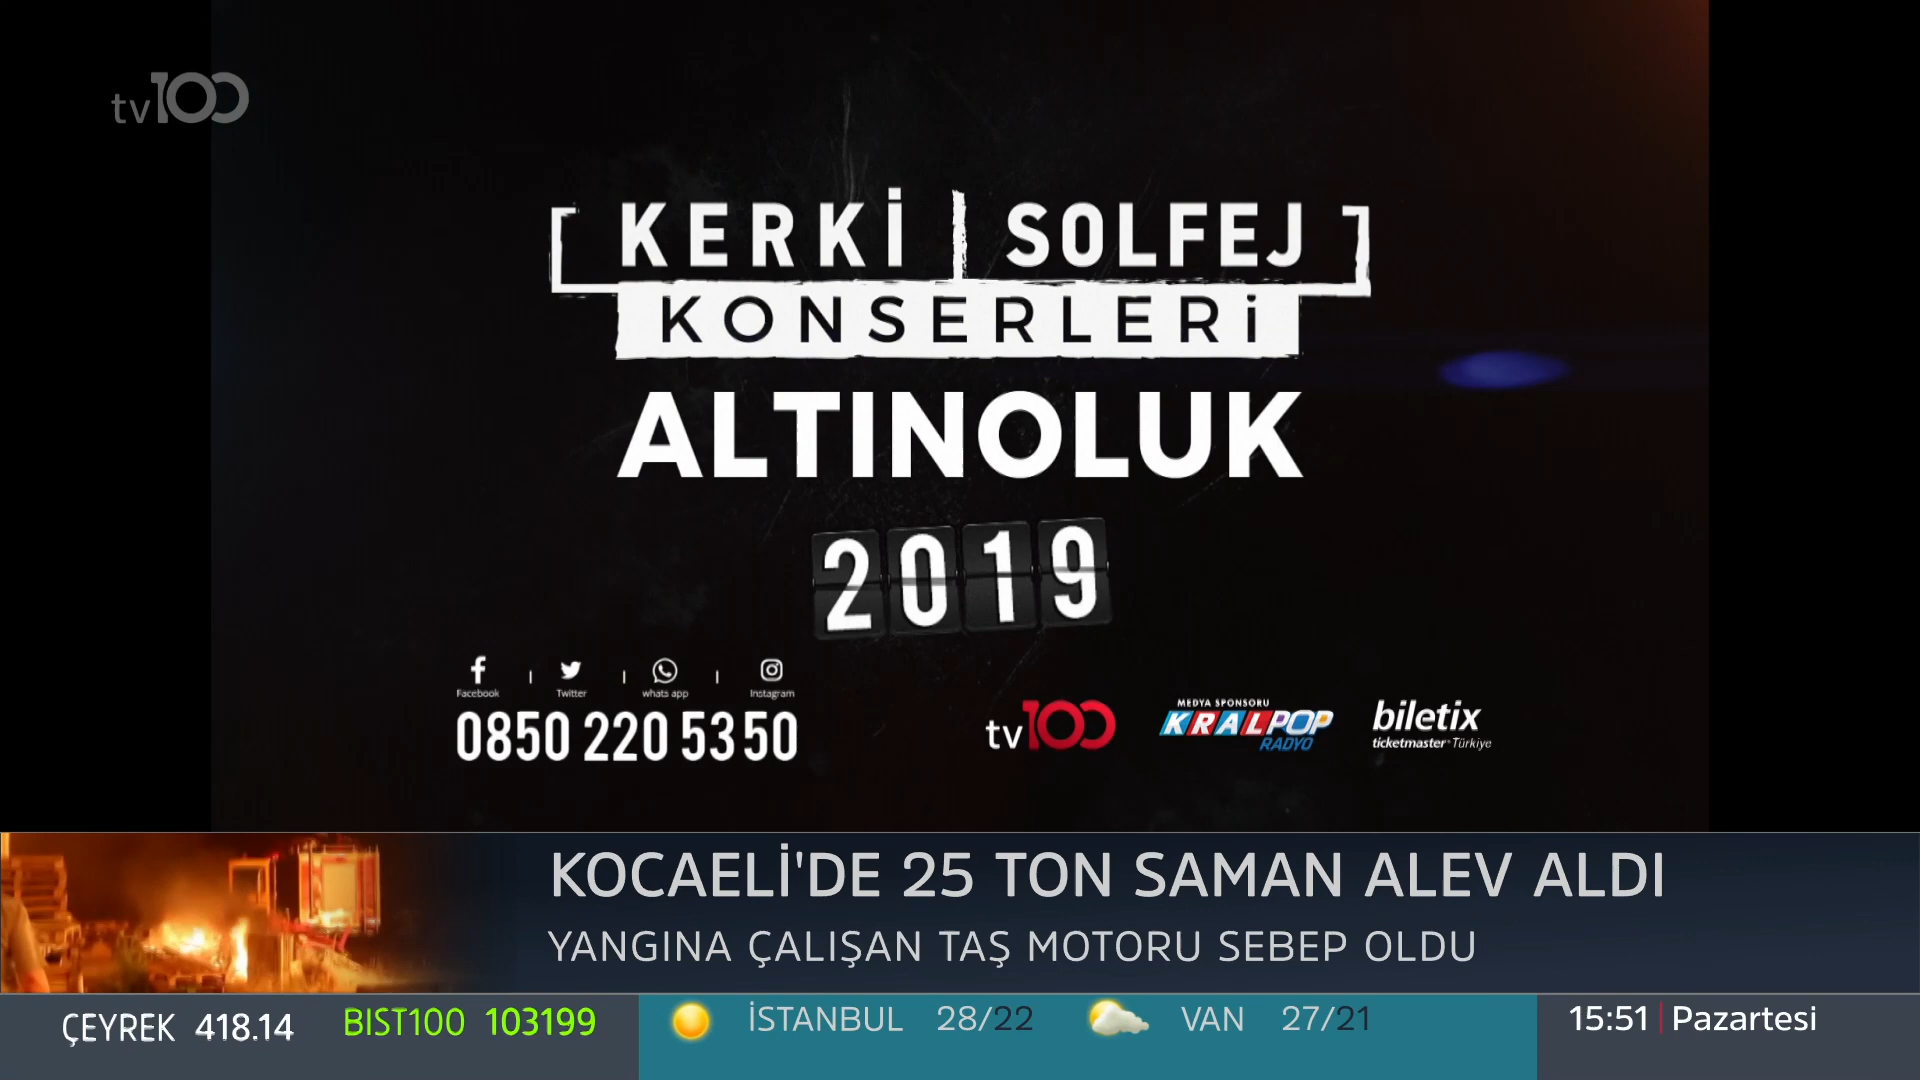 tv100
KERKİ | SOLFEJ
KONSERLERİ
ALTINOLUK
2019
Facebook | Twitter | whats app | Instagram
0850 220 53 50
tv100
MEDYA SPONSORU
KRALPOP
RADYO
biletix
ticketmaster Türkiye
KOCAELİ'DE 25 TON SAMAN ALEV ALDI
YANGINA ÇALIŞAN TAŞ MOTORU SEBEP OLDU
ÇEYREK 418.14 BIST100 103199 İSTANBUL 28/22 VAN 27/21 15:51 | Pazartesi